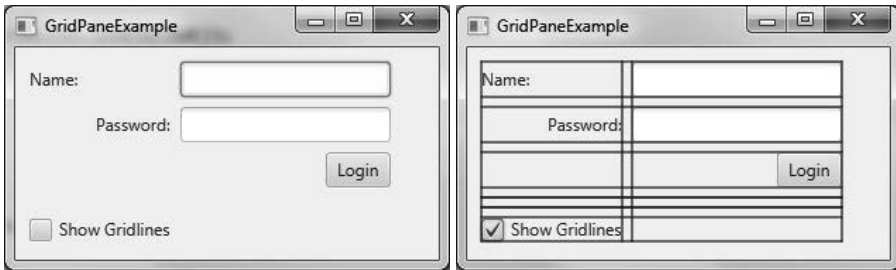 GridPaneExample
Name:
Password:
Login
Show Gridlines
GridPaneExample
Name:
Password:
Login
Show Gridlines